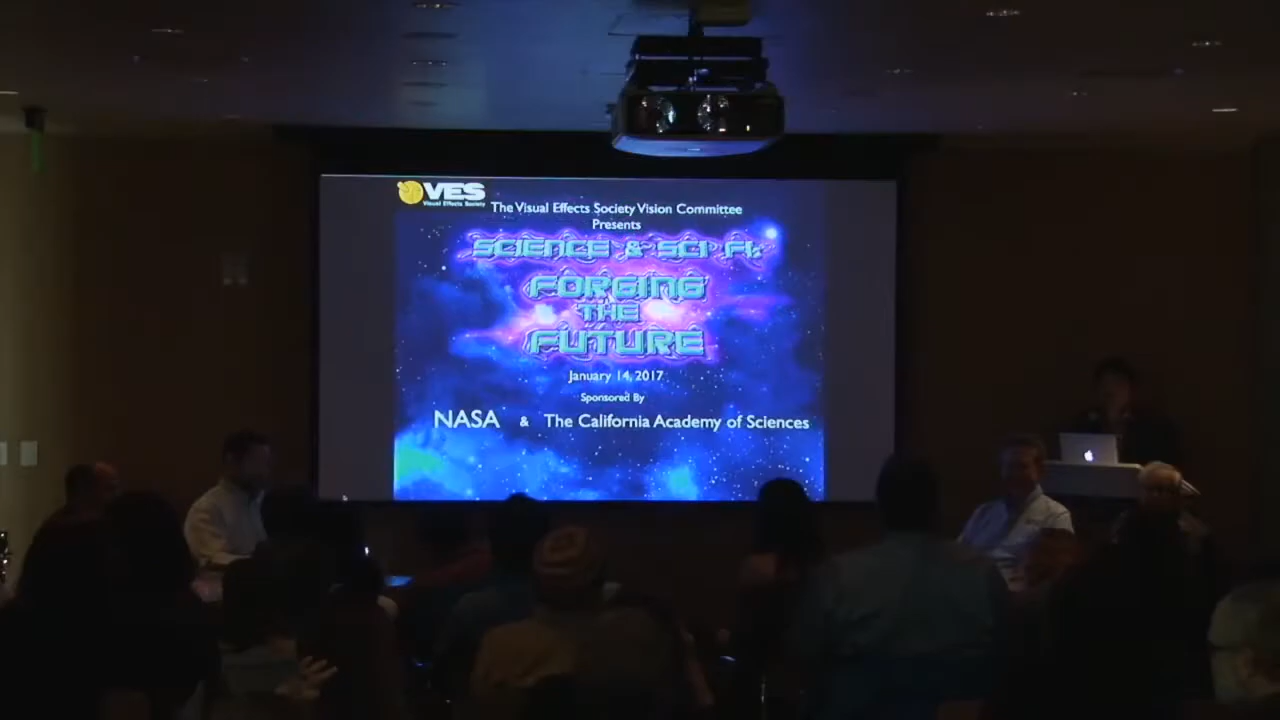 VES
Visual Effects Society
The Visual Effects Society Vision Committee
Presents
SCIENCE & SCI FI:
FORGING
THE
FUTURE
January 14, 2017
Sponsored By
NASA & The California Academy of Sciences